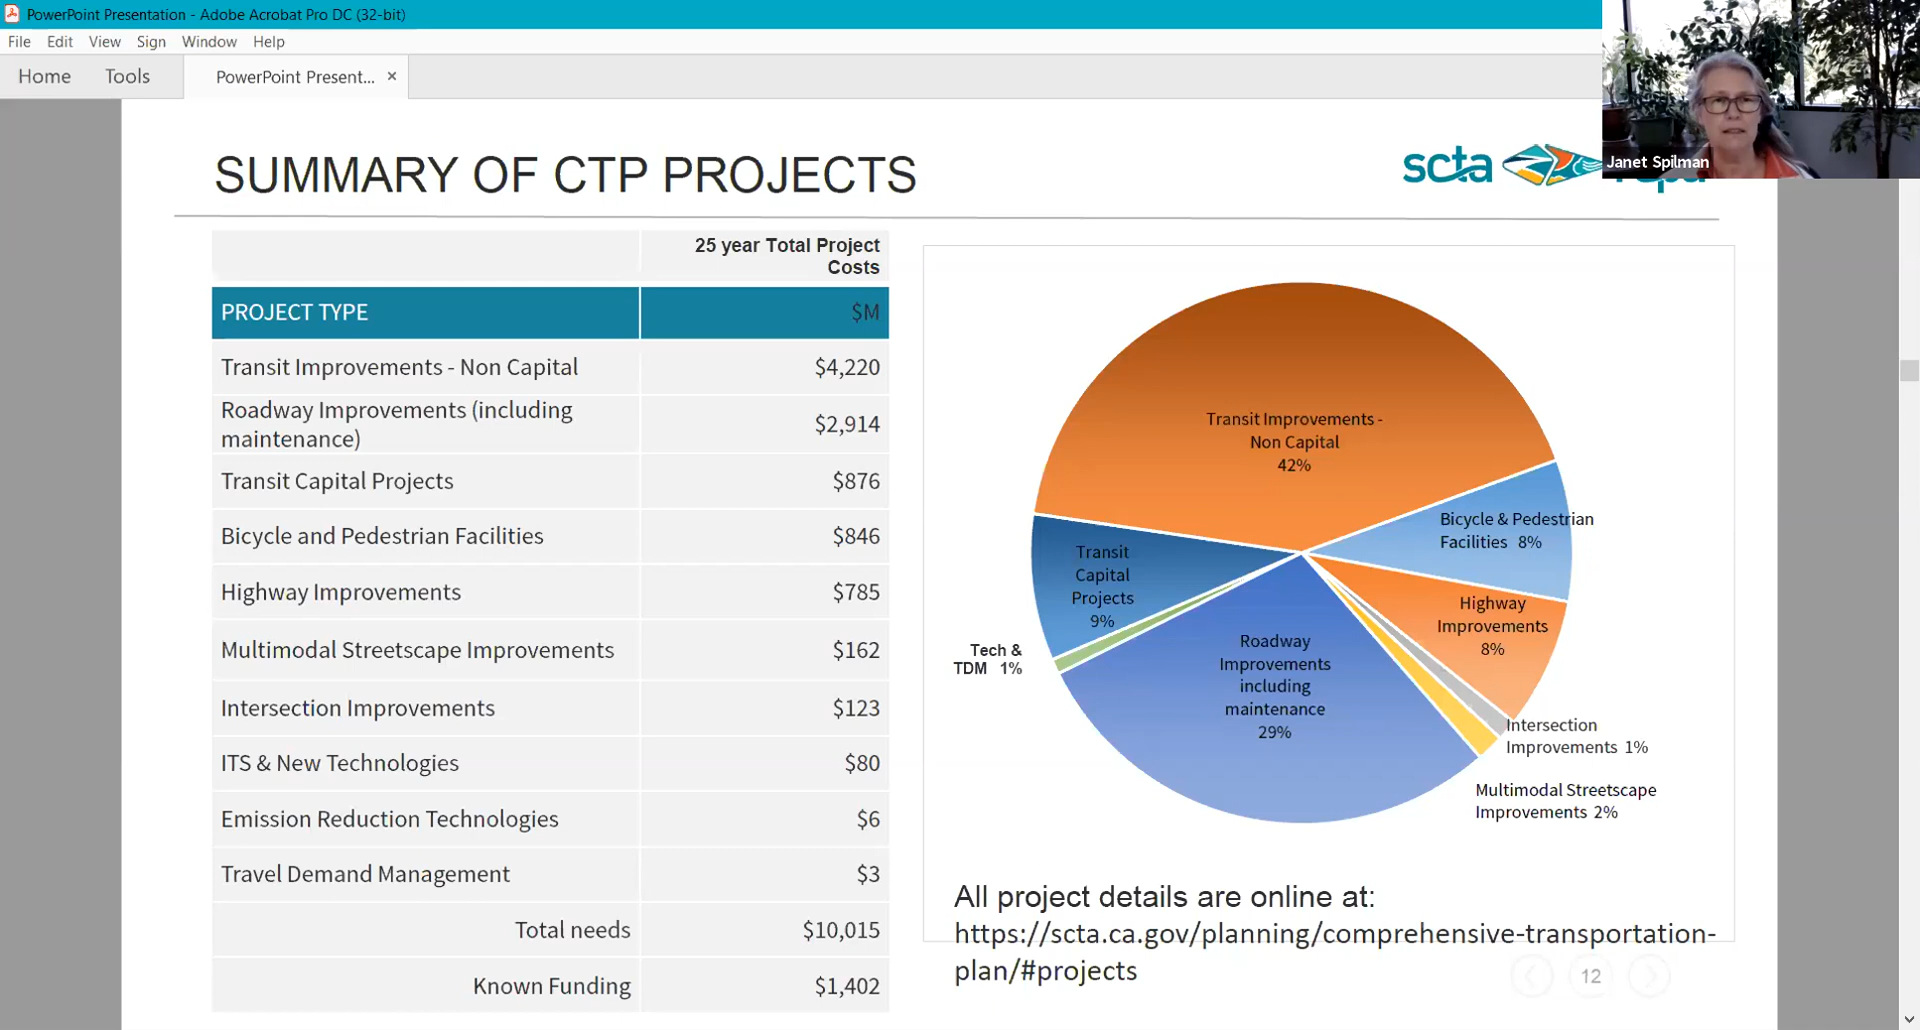 PowerPoint Presentation - Adobe Acrobat Pro DC (32-bit)
File Edit View Sign Window Help
Home Tools PowerPoint Present... ×
Janet Spilman
SUMMARY OF CTP PROJECTS
scta
25 year Total Project
Costs
PROJECT TYPE $M
Transit Improvements - Non Capital $4,220
Roadway Improvements (including
maintenance) $2,914
Transit Capital Projects $876
Bicycle and Pedestrian Facilities $846
Highway Improvements $785
Multimodal Streetscape Improvements $162
Intersection Improvements $123
ITS & New Technologies $80
Emission Reduction Technologies $6
Travel Demand Management $3
Total needs $10,015
Known Funding $1,402
Transit Improvements -
Non Capital
42%
Bicycle & Pedestrian
Facilities 8%
Highway
Improvements
8%
Intersection
Improvements 1%
Multimodal Streetscape
Improvements 2%
Roadway
Improvements
including
maintenance
29%
Tech &
TDM 1%
Transit
Capital
Projects
9%
All project details are online at:
https://scta.ca.gov/planning/comprehensive-transportation-
plan/#projects
12